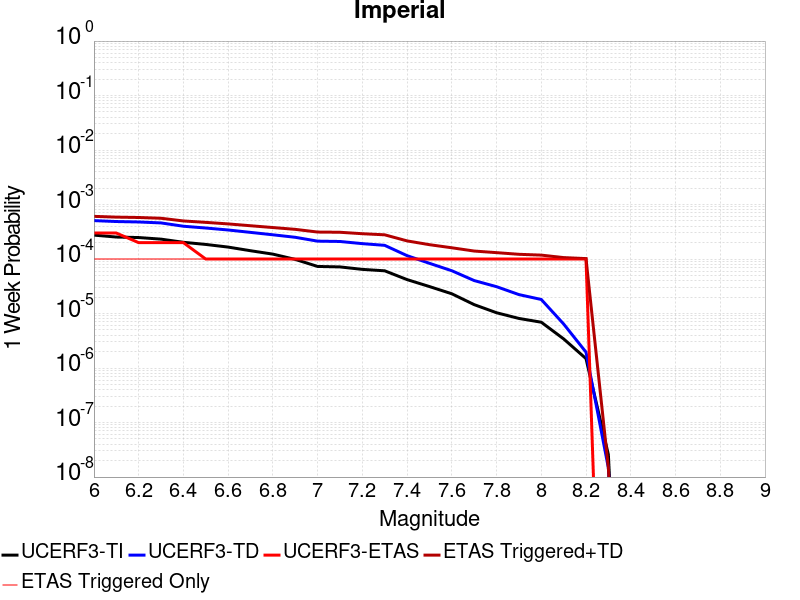 Imperial
10^0
10^-1
10^-2
10^-3
10^-4
10^-5
10^-6
10^-7
10^-8
1 Week Probability
6 6.2 6.4 6.6 6.8 7 7.2 7.4 7.6 7.8 8 8.2 8.4 8.6 8.8 9
Magnitude
UCERF3-TI UCERF3-TD UCERF3-ETAS ETAS Triggered+TD
ETAS Triggered Only